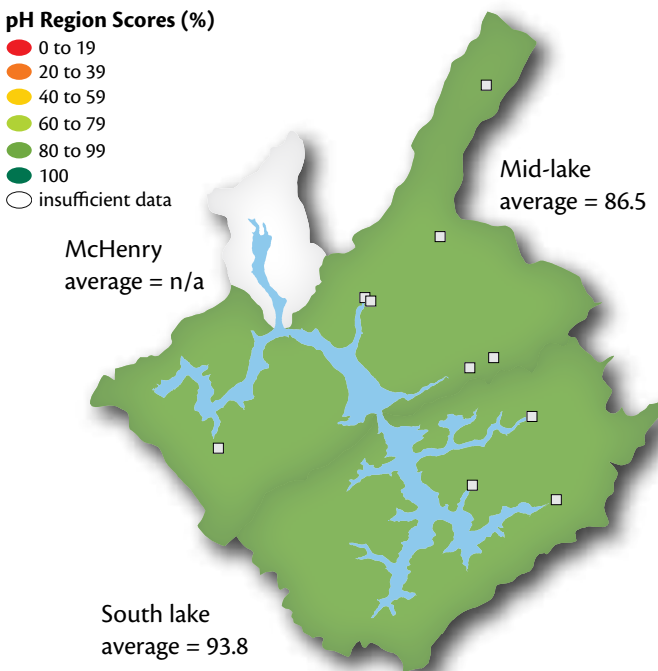 pH Region Scores (%)
0 to 19
20 to 39
40 to 59
60 to 79
80 to 99
100
insufficient data
Mid-lake
average = 86.5
McHenry
average = n/a
South lake
average = 93.8